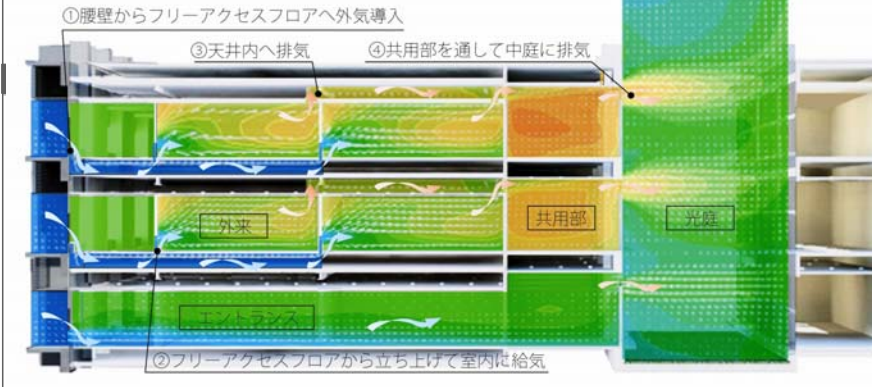 ①腰壁からフリーアクセスフロアへ外気導入
③天井内へ排気
④共用部を通して中庭に排気
外来
共用部
光庭
エントランス
②フリーアクセスフロアから立ち上げて室内に給気